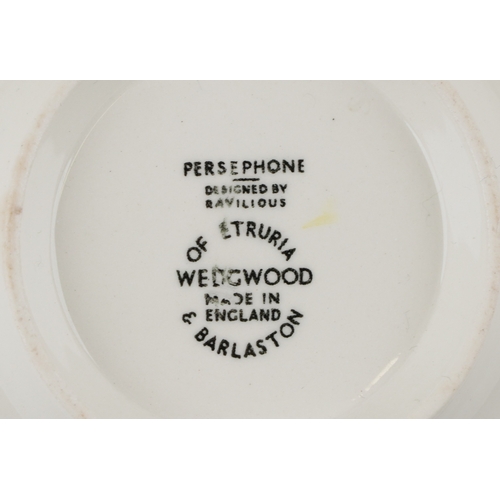 PERSEPHONE
DESIGNED BY
RAVILIOUS
OF ETRURIA
WEDGWOOD
MADE IN
ENGLAND
& BARLASTON